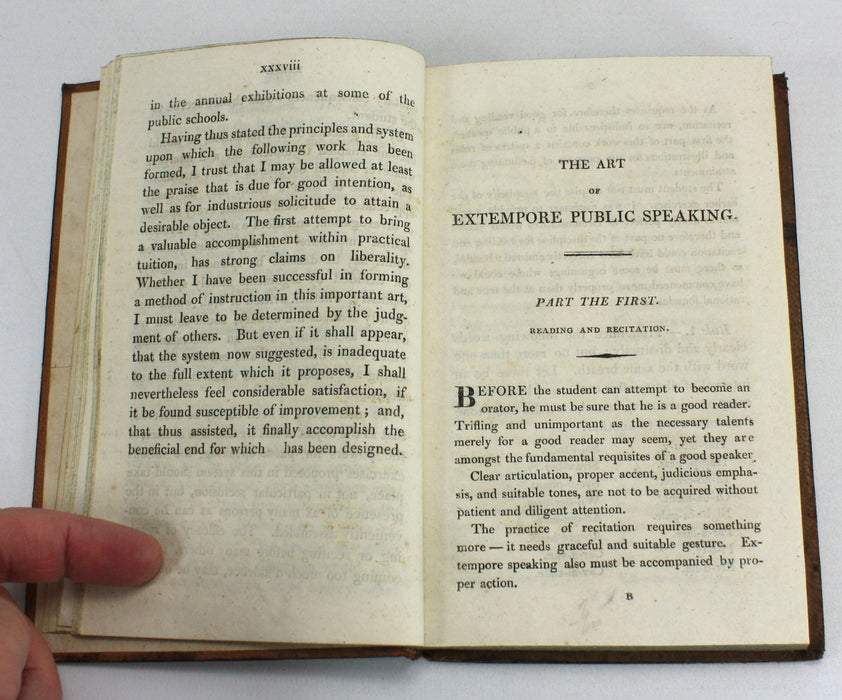 xxxviii
in the annual exhibitions at some of the
public schools.
Having thus stated the principles and system
upon which the following work has been
formed, I trust that I may be allowed at least
the praise that is due for good intention, as
well as for industrious solicitude to attain a
desirable object. The first attempt to bring
a valuable accomplishment within practical
tuition, has strong claims on liberality.
Whether I have been successful in forming
a method of instruction in this important art,
I must leave to be determined by the judg-
ment of others. But even if it shall appear,
that the system now suggested, is inadequate
to the full extent which it proposes, I shall
nevertheless feel considerable satisfaction, if
it be found susceptible of improvement; and,
that thus assisted, it finally accomplish the
beneficial end for which has been designed.
THE ART
OF
EXTEMPORE PUBLIC SPEAKING.
PART THE FIRST.
READING AND RECITATION.
BEFORE the student can attempt to become an
orator, he must be sure that he is a good reader.
Trifling and unimportant as the necessary talents
merely for a good reader may seem, yet they are
amongst the fundamental requisites of a good speaker.
Clear articulation, proper accent, judicious empha-
sis, and suitable tones, are not to be acquired without
patient and diligent attention.
The practice of recitation requires something
more — it needs graceful and suitable gesture. Ex-
tempore speaking also must be accompanied by pro-
per action.
B